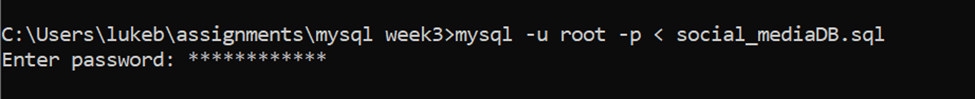 C:\Users\lukeb\assignments\mysql week3>mysql -u root -p < social_mediaDB.sql
Enter password: ************